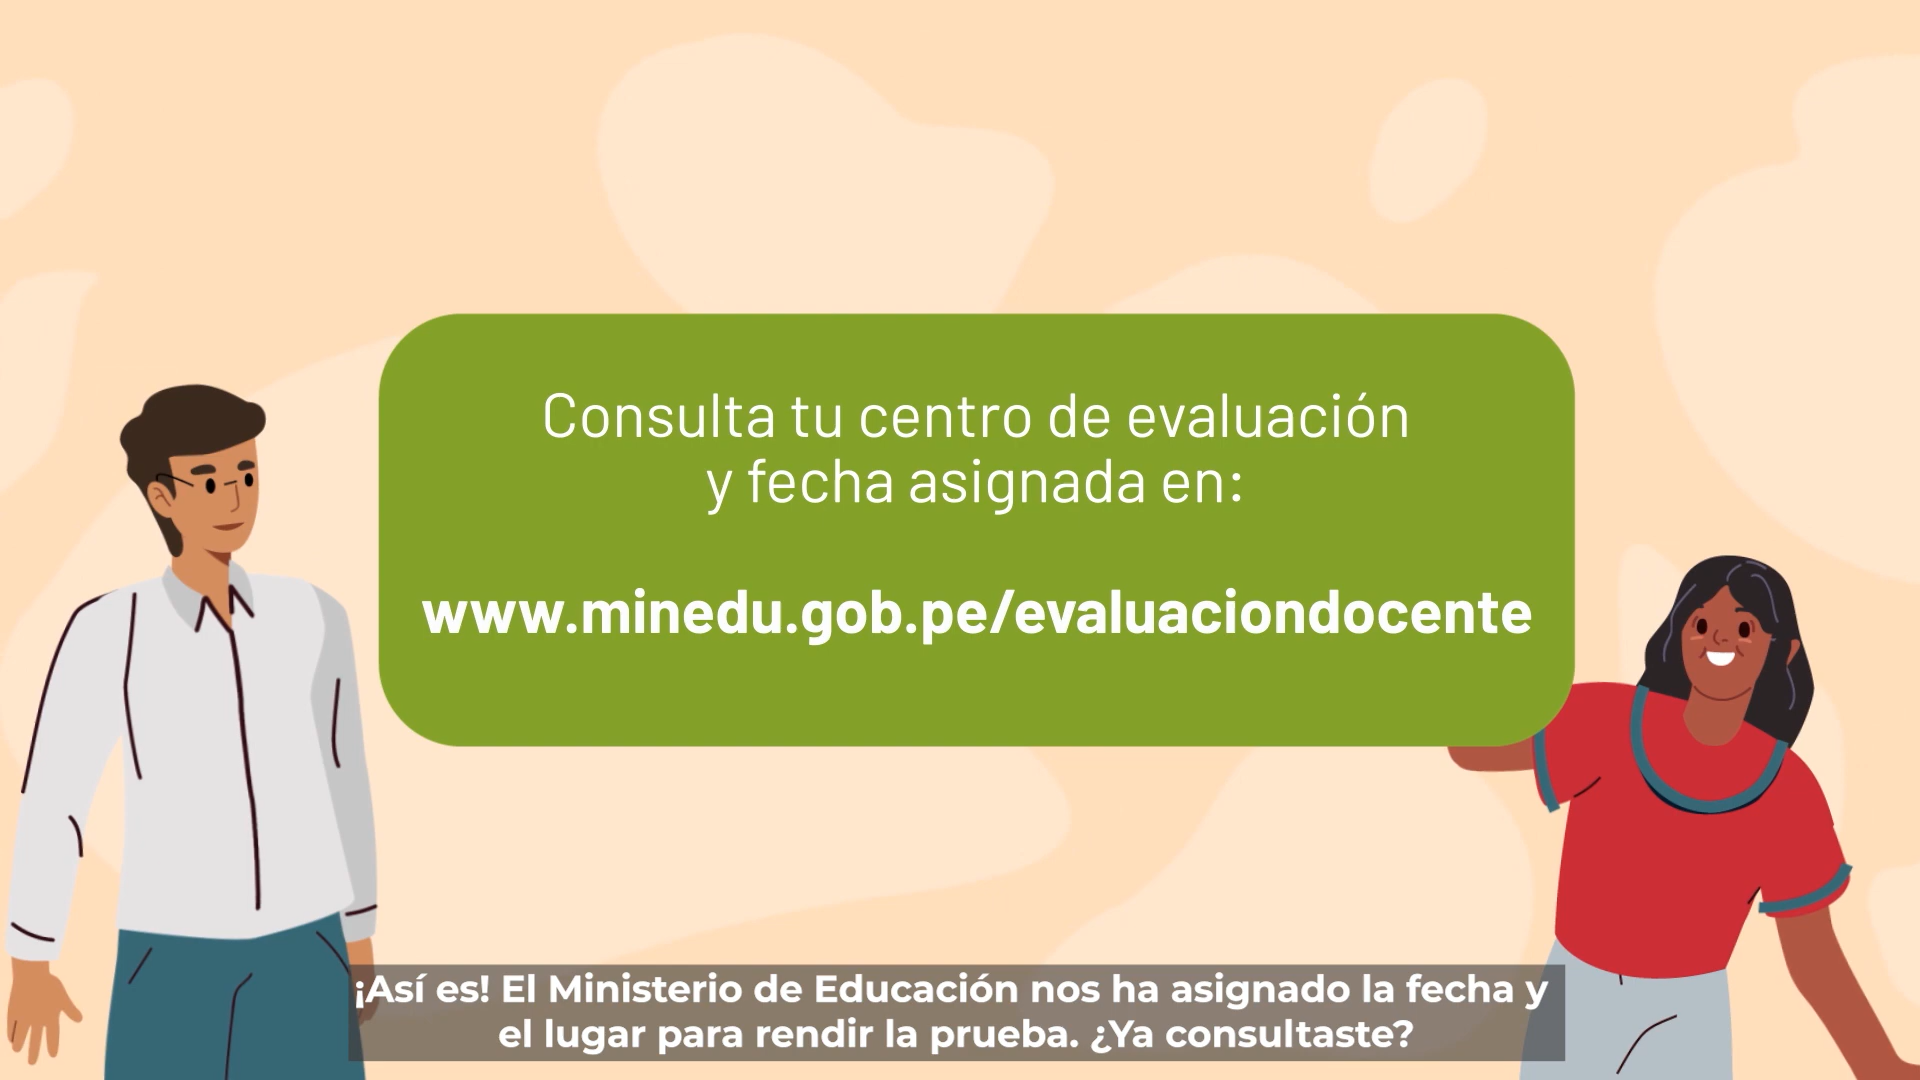 Consulta tu centro de evaluación
y fecha asignada en:
www.minedu.gob.pe/evaluaciondocente
¡Así es! El Ministerio de Educación nos ha asignado la fecha y
el lugar para rendir la prueba. ¿Ya consultaste?